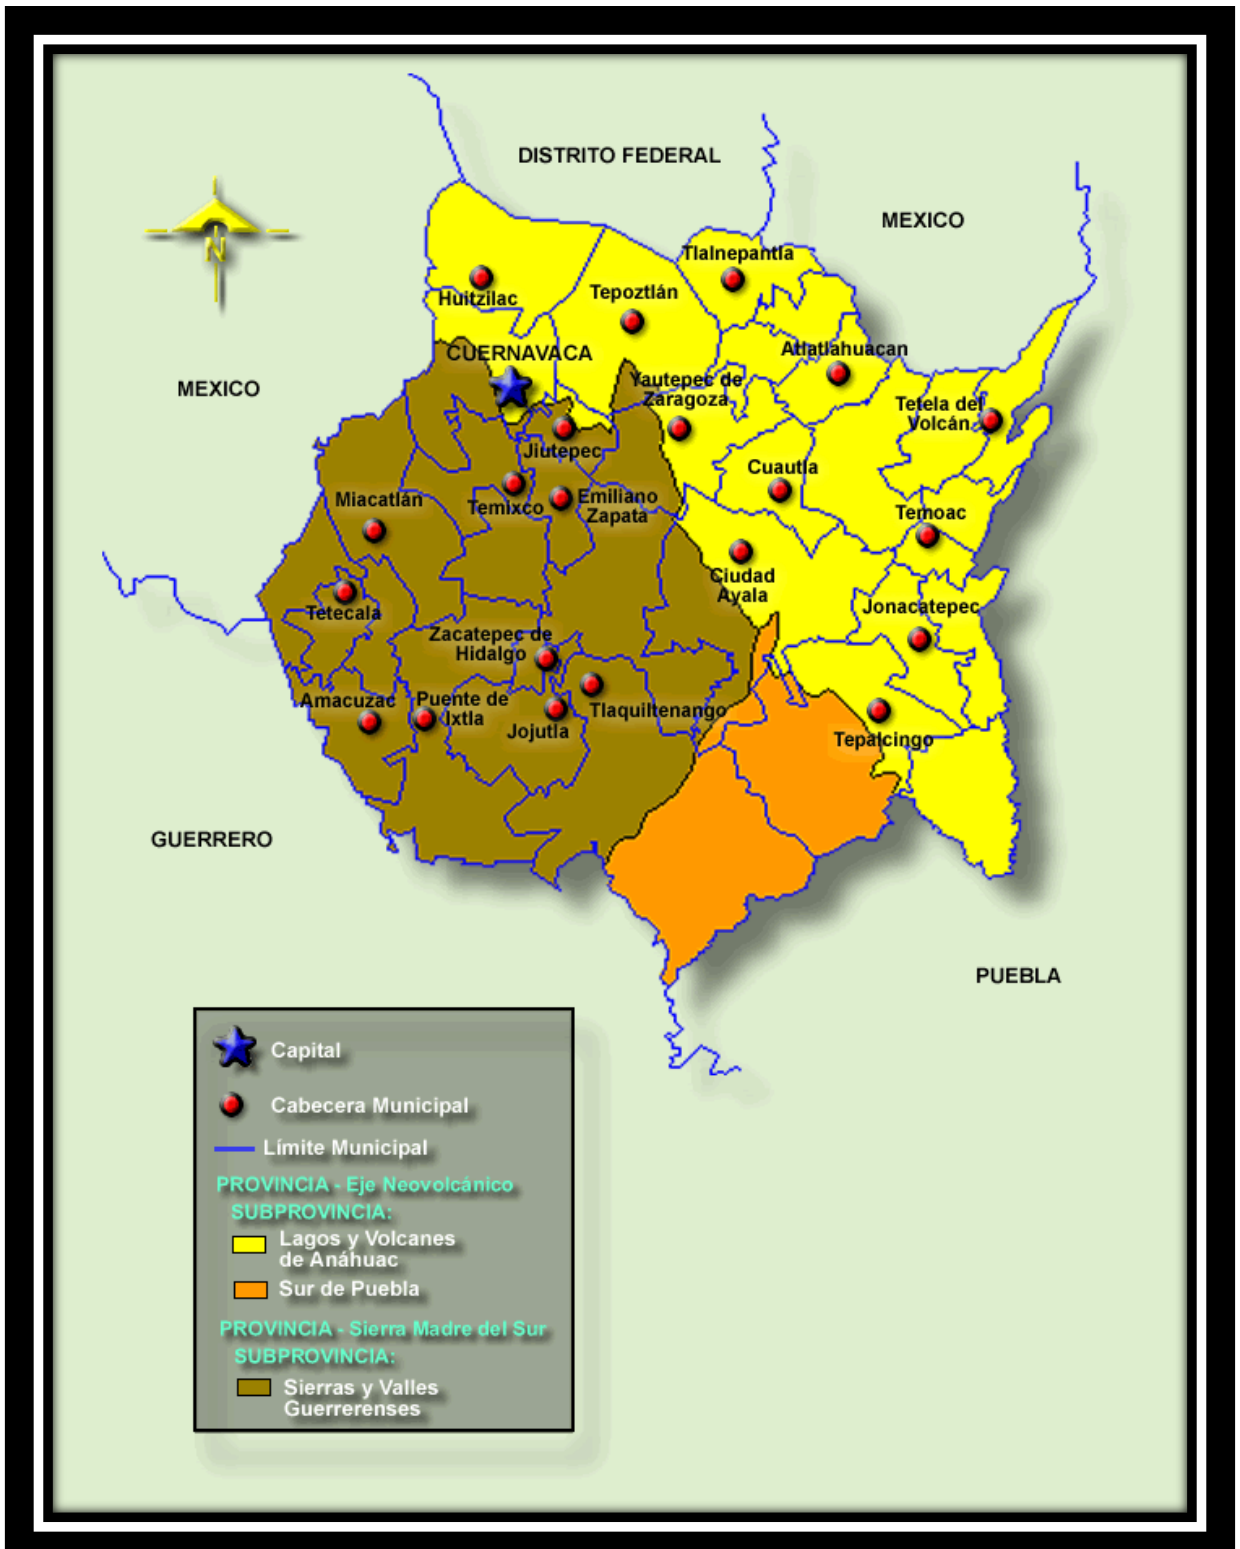 DISTRITO FEDERAL
MEXICO
N
Tlalnepantla
Huitzilac
Tepoztlán
CUERNAVACA
Atlatlahuacan
MEXICO
Yautepec de
Zaragoza
Tetela del
Volcán
Jiutepec
Cuautla
Miacatlán
Temixco
Emiliano
Zapata
Temoac
Ciudad
Ayala
Tetecala
Jonacatepec
Zacatepec de
Hidalgo
Amacuzac
Puente de
Ixtla
Jojutla
Tlaquiltenango
Tepalcingo
GUERRERO
PUEBLA
Capital
Cabecera Municipal
Límite Municipal
PROVINCIA - Eje Neovolcánico
SUBPROVINCIA:
Lagos y Volcanes
de Anáhuac
Sur de Puebla
PROVINCIA - Sierra Madre del Sur
SUBPROVINCIA:
Sierras y Valles
Guerrerenses